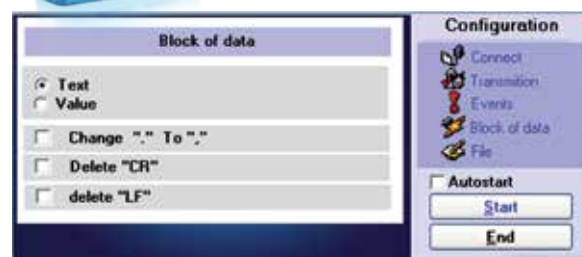 Block of data
Text
Value
Change "." To ","
Delete "CR"
delete "LF"
Configuration
Connect
Transmition
Events
Block of data
File
Autostart
Start
End